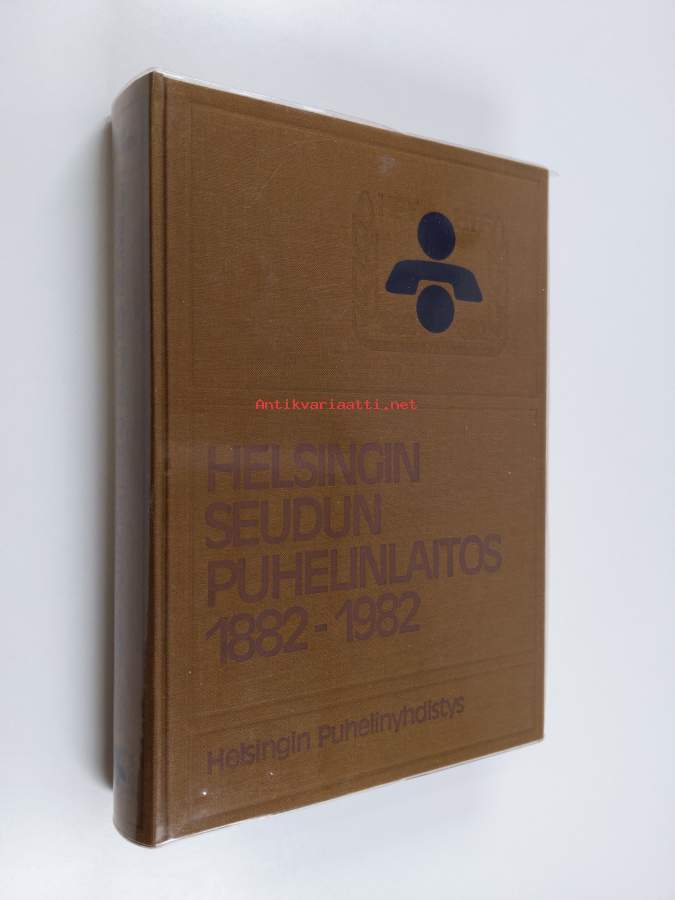 Antikvariaatti.net
HELSINGIN
SEUDUN
PUHELINLAITOS
1882-1982
Helsingin Puhelinyhdistys